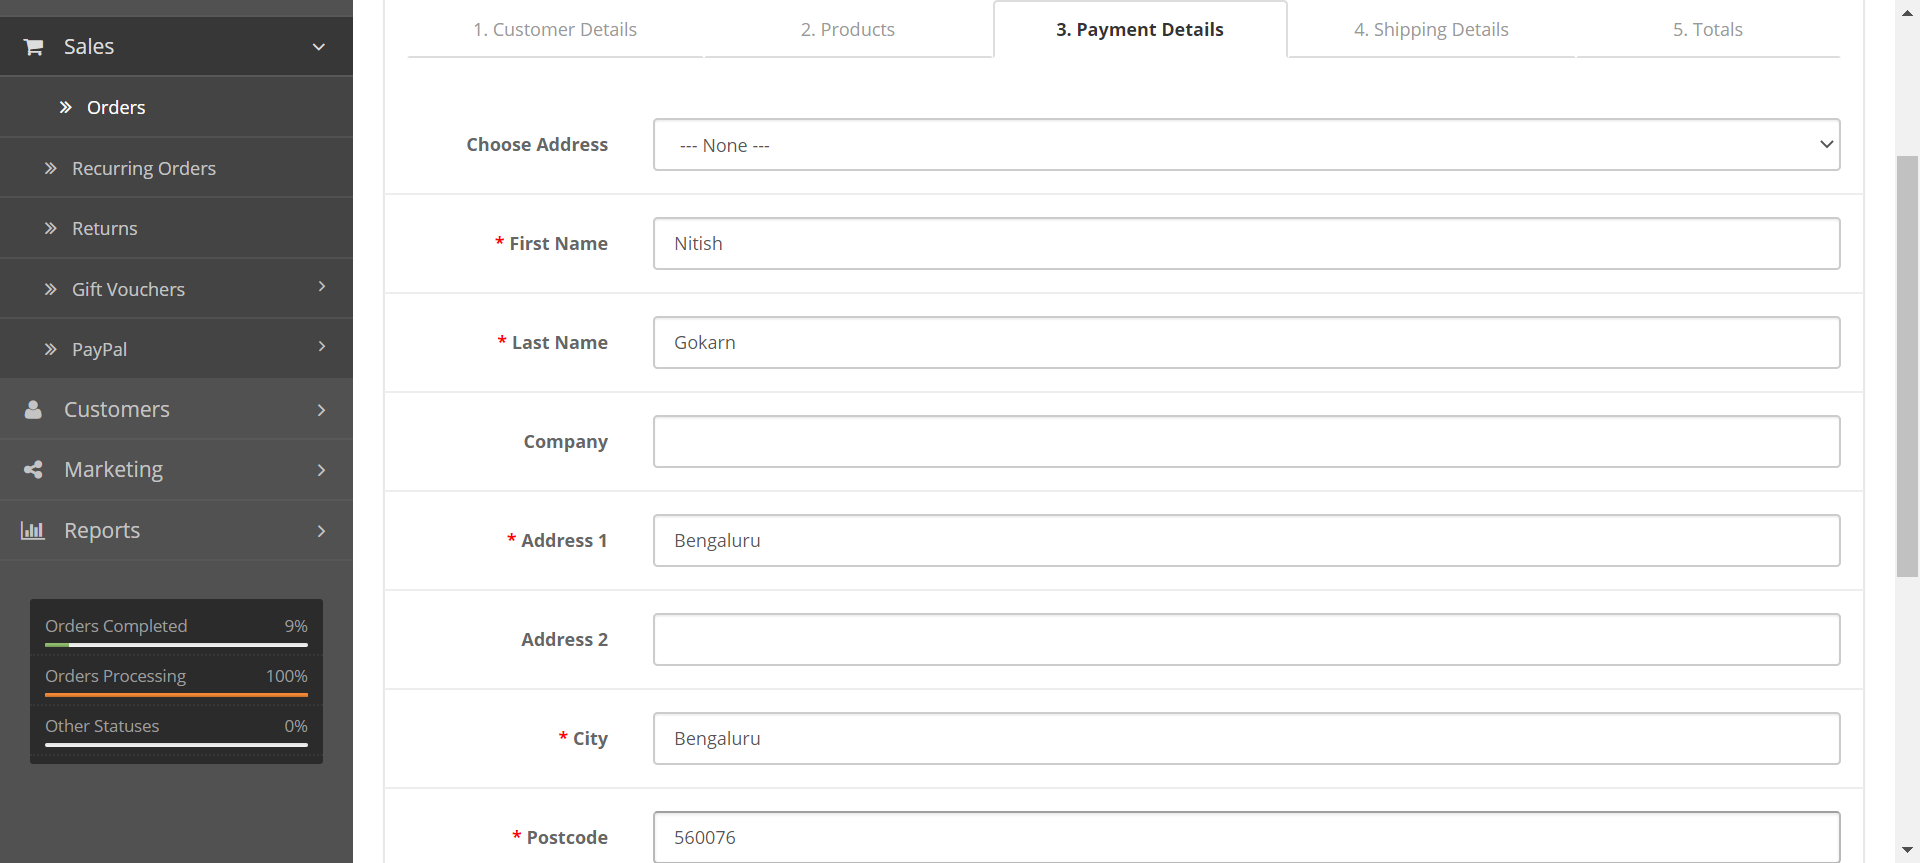 Sales
Orders
Recurring Orders
Returns
Gift Vouchers
PayPal
Customers
Marketing
Reports
Orders Completed 9%
Orders Processing 100%
Other Statuses 0%
1. Customer Details 2. Products 3. Payment Details 4. Shipping Details 5. Totals
Choose Address --- None ---
* First Name Nitish
* Last Name Gokarn
Company
* Address 1 Bengaluru
Address 2
* City Bengaluru
* Postcode 560076